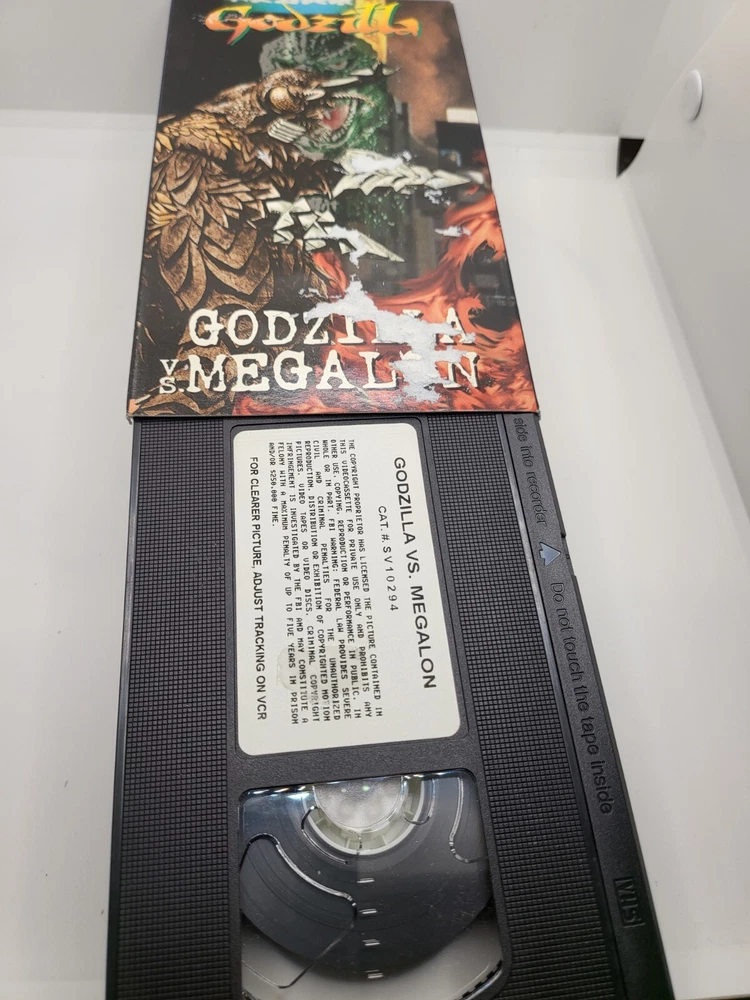 Godzilla
GODZILLA
VS. MEGALON
GODZILLA VS. MEGALON
CAT. #. SV10294
THE COPYRIGHT PROPRIETOR HAS LICENSED THE PICTURE CONTAINED IN
THIS VIDEOCASSETTE FOR PRIVATE USE ONLY AND PROHIBITS ANY
OTHER USE, COPYING, REPRODUCTION OR PERFORMANCE IN PUBLIC, IN
WHOLE OR IN PART. FBI WARNING: FEDERAL LAW PROVIDES SEVERE
CIVIL AND CRIMINAL PENALTIES FOR THE UNAUTHORIZED
REPRODUCTION, DISTRIBUTION OR EXHIBITION OF COPYRIGHTED MOTION
PICTURES, VIDEO TAPES OR VIDEO DISCS. CRIMINAL COPYRIGHT
INFRINGEMENT IS INVESTIGATED BY THE FBI AND MAY CONSTITUTE A
FELONY WITH A MAXIMUM PENALTY OF UP TO FIVE YEARS IN PRISON
AND/OR $250,000 FINE.
FOR CLEARER PICTURE, ADJUST TRACKING ON VCR
side into recorder
Do not touch the tape inside
VHS